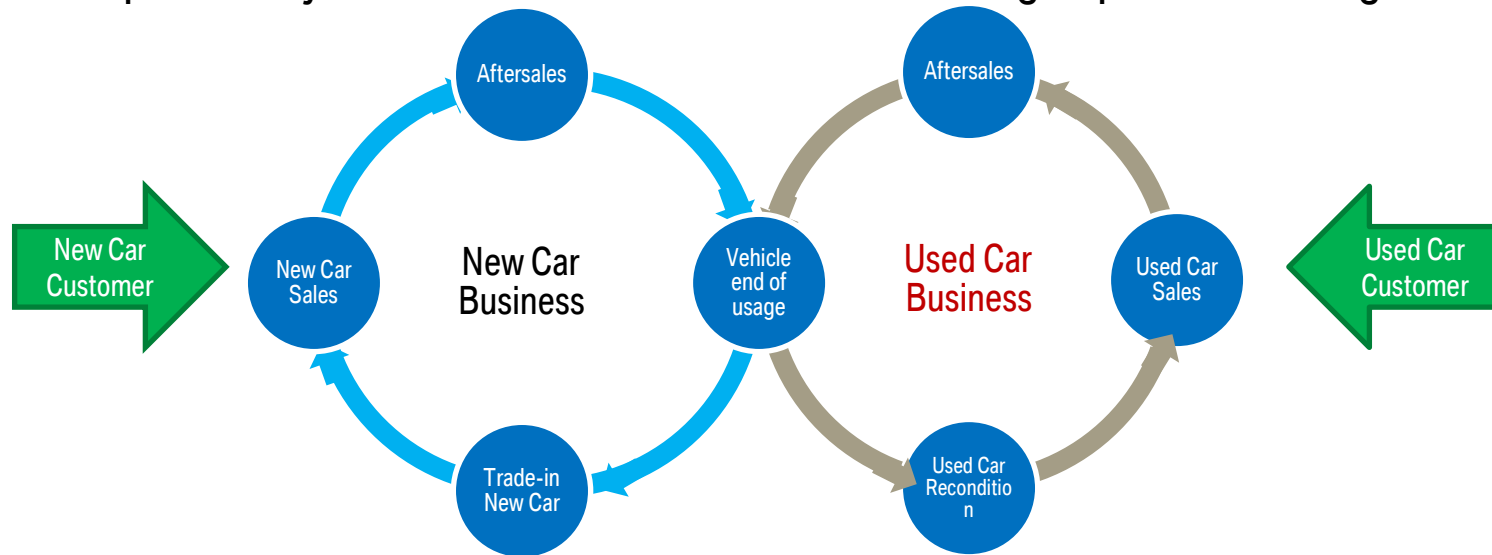 Aftersales
Aftersales
New Car
Customer
New Car
Sales
New Car
Business
Vehicle
end of
usage
Used Car
Business
Used Car
Sales
Used Car
Customer
Trade-in
New Car
Used Car
Reconditio
n